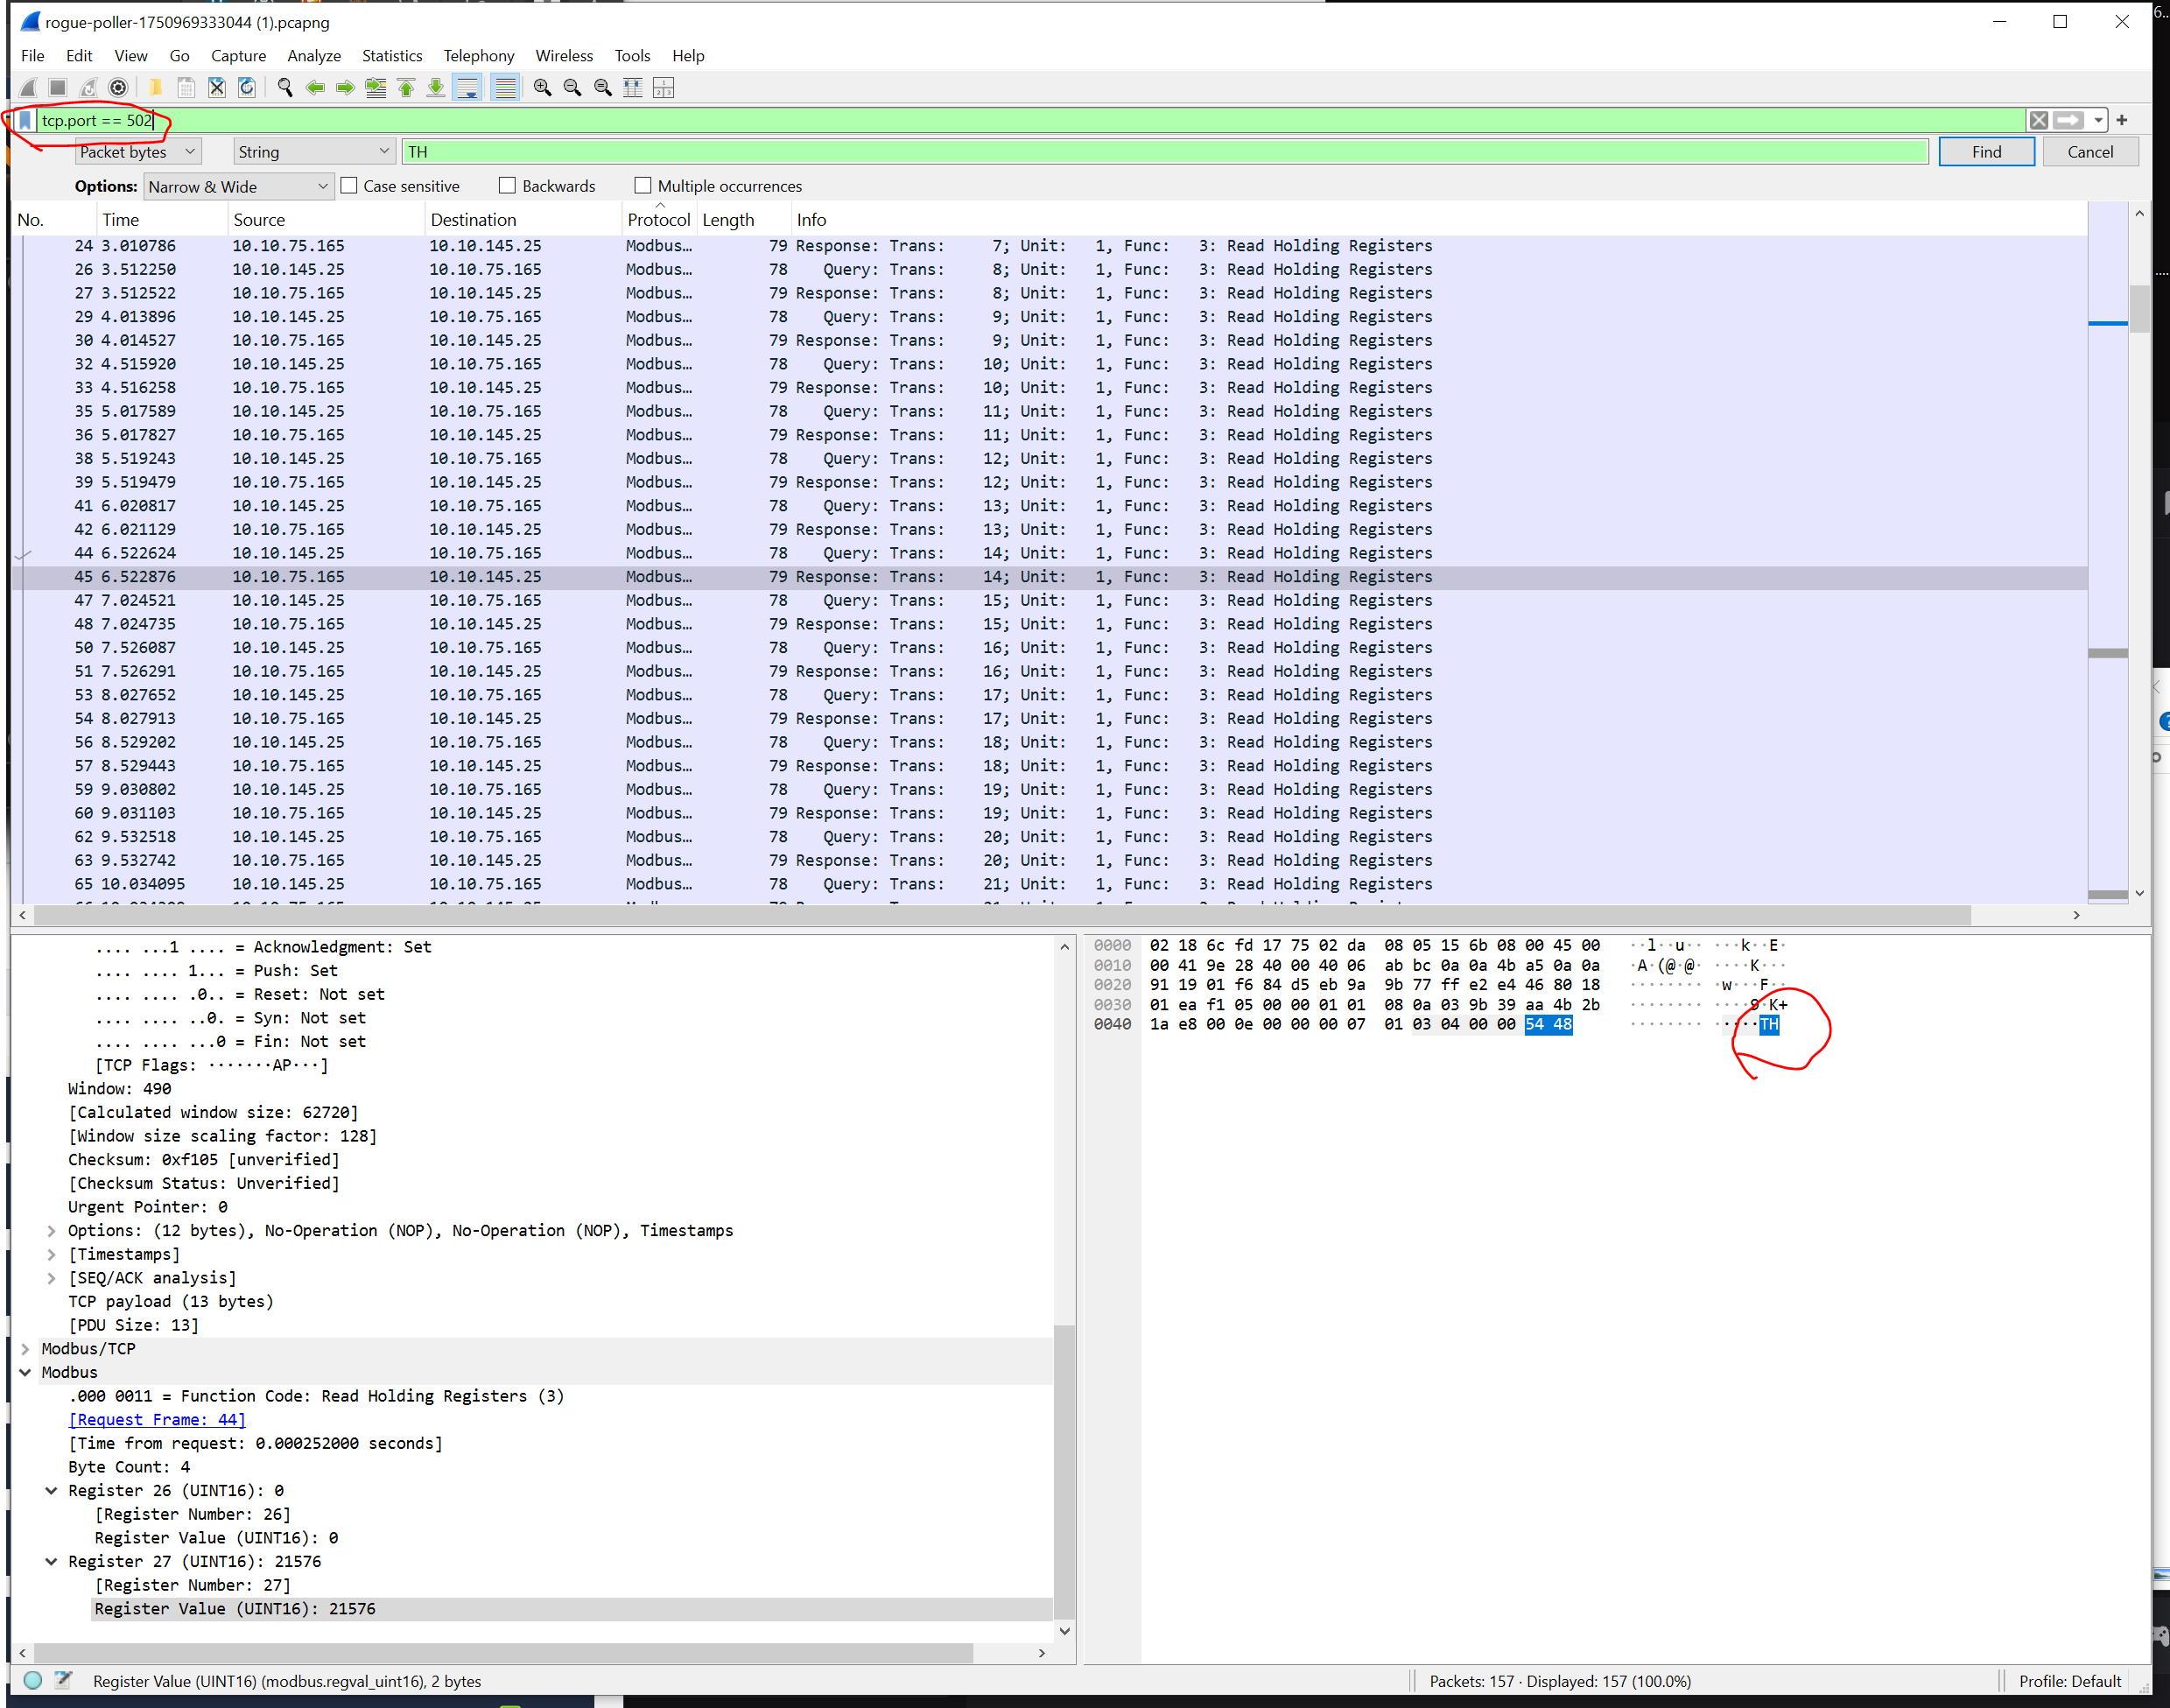 rogue-poller-1750969333044 (1).pcapng
File Edit View Go Capture Analyze Statistics Telephony Wireless Tools Help
tcp.port == 502
Packet bytes String TH Find Cancel
Options: Narrow & Wide Case sensitive Backwards Multiple occurrences
No. Time Source Destination Protocol Length Info
24 3.010786 10.10.75.165 10.10.145.25 Modbus… 79 Response: Trans: 7; Unit: 1, Func: 3: Read Holding Registers
26 3.512250 10.10.145.25 10.10.75.165 Modbus… 78 Query: Trans: 8; Unit: 1, Func: 3: Read Holding Registers
27 3.512522 10.10.75.165 10.10.145.25 Modbus… 79 Response: Trans: 8; Unit: 1, Func: 3: Read Holding Registers
29 4.013896 10.10.145.25 10.10.75.165 Modbus… 78 Query: Trans: 9; Unit: 1, Func: 3: Read Holding Registers
30 4.014527 10.10.75.165 10.10.145.25 Modbus… 79 Response: Trans: 9; Unit: 1, Func: 3: Read Holding Registers
32 4.515920 10.10.145.25 10.10.75.165 Modbus… 78 Query: Trans: 10; Unit: 1, Func: 3: Read Holding Registers
33 4.516258 10.10.75.165 10.10.145.25 Modbus… 79 Response: Trans: 10; Unit: 1, Func: 3: Read Holding Registers
35 5.017589 10.10.145.25 10.10.75.165 Modbus… 78 Query: Trans: 11; Unit: 1, Func: 3: Read Holding Registers
36 5.017827 10.10.75.165 10.10.145.25 Modbus… 79 Response: Trans: 11; Unit: 1, Func: 3: Read Holding Registers
38 5.519243 10.10.145.25 10.10.75.165 Modbus… 78 Query: Trans: 12; Unit: 1, Func: 3: Read Holding Registers
39 5.519479 10.10.75.165 10.10.145.25 Modbus… 79 Response: Trans: 12; Unit: 1, Func: 3: Read Holding Registers
41 6.020817 10.10.145.25 10.10.75.165 Modbus… 78 Query: Trans: 13; Unit: 1, Func: 3: Read Holding Registers
42 6.021129 10.10.75.165 10.10.145.25 Modbus… 79 Response: Trans: 13; Unit: 1, Func: 3: Read Holding Registers
44 6.522624 10.10.145.25 10.10.75.165 Modbus… 78 Query: Trans: 14; Unit: 1, Func: 3: Read Holding Registers
45 6.522876 10.10.75.165 10.10.145.25 Modbus… 79 Response: Trans: 14; Unit: 1, Func: 3: Read Holding Registers
47 7.024521 10.10.145.25 10.10.75.165 Modbus… 78 Query: Trans: 15; Unit: 1, Func: 3: Read Holding Registers
48 7.024735 10.10.75.165 10.10.145.25 Modbus… 79 Response: Trans: 15; Unit: 1, Func: 3: Read Holding Registers
50 7.526087 10.10.145.25 10.10.75.165 Modbus… 78 Query: Trans: 16; Unit: 1, Func: 3: Read Holding Registers
51 7.526291 10.10.75.165 10.10.145.25 Modbus… 79 Response: Trans: 16; Unit: 1, Func: 3: Read Holding Registers
53 8.027652 10.10.145.25 10.10.75.165 Modbus… 78 Query: Trans: 17; Unit: 1, Func: 3: Read Holding Registers
54 8.027913 10.10.75.165 10.10.145.25 Modbus… 79 Response: Trans: 17; Unit: 1, Func: 3: Read Holding Registers
56 8.529202 10.10.145.25 10.10.75.165 Modbus… 78 Query: Trans: 18; Unit: 1, Func: 3: Read Holding Registers
57 8.529443 10.10.75.165 10.10.145.25 Modbus… 79 Response: Trans: 18; Unit: 1, Func: 3: Read Holding Registers
59 9.030802 10.10.145.25 10.10.75.165 Modbus… 78 Query: Trans: 19; Unit: 1, Func: 3: Read Holding Registers
60 9.031103 10.10.75.165 10.10.145.25 Modbus… 79 Response: Trans: 19; Unit: 1, Func: 3: Read Holding Registers
62 9.532518 10.10.145.25 10.10.75.165 Modbus… 78 Query: Trans: 20; Unit: 1, Func: 3: Read Holding Registers
63 9.532742 10.10.75.165 10.10.145.25 Modbus… 79 Response: Trans: 20; Unit: 1, Func: 3: Read Holding Registers
65 10.034095 10.10.145.25 10.10.75.165 Modbus… 78 Query: Trans: 21; Unit: 1, Func: 3: Read Holding Registers
.... ...1 .... = Acknowledgment: Set
.... .... 1... = Push: Set
.... .... .0.. = Reset: Not set
.... .... ..0. = Syn: Not set
.... .... ...0 = Fin: Not set
[TCP Flags: ·······AP···]
Window: 490
[Calculated window size: 62720]
[Window size scaling factor: 128]
Checksum: 0xf105 [unverified]
[Checksum Status: Unverified]
Urgent Pointer: 0
Options: (12 bytes), No-Operation (NOP), No-Operation (NOP), Timestamps
[Timestamps]
[SEQ/ACK analysis]
TCP payload (13 bytes)
[PDU Size: 13]
Modbus/TCP
Modbus
.000 0011 = Function Code: Read Holding Registers (3)
[Request Frame: 44]
[Time from request: 0.000252000 seconds]
Byte Count: 4
Register 26 (UINT16): 0
[Register Number: 26]
Register Value (UINT16): 0
Register 27 (UINT16): 21576
[Register Number: 27]
Register Value (UINT16): 21576
0000 02 18 6c fd 17 75 02 da 08 05 15 6b 08 00 45 00 ··l··u·· ···k··E·
0010 00 41 9e 28 40 00 40 06 ab bc 0a 0a 4b a5 0a 0a ·A·(@·@· ····K···
0020 91 19 01 f6 84 d5 eb 9a 9b 77 ff e2 e4 46 80 18 ········ ·w···F··
0030 01 ea f1 05 00 00 01 01 08 0a 03 9b 39 aa 4b 2b ········ ····9·K+
0040 1a e8 00 0e 00 00 00 07 01 03 04 00 00 54 48 ········ ·····TH
Register Value (UINT16) (modbus.regval_uint16), 2 bytes
Packets: 157 · Displayed: 157 (100.0%)
Profile: Default